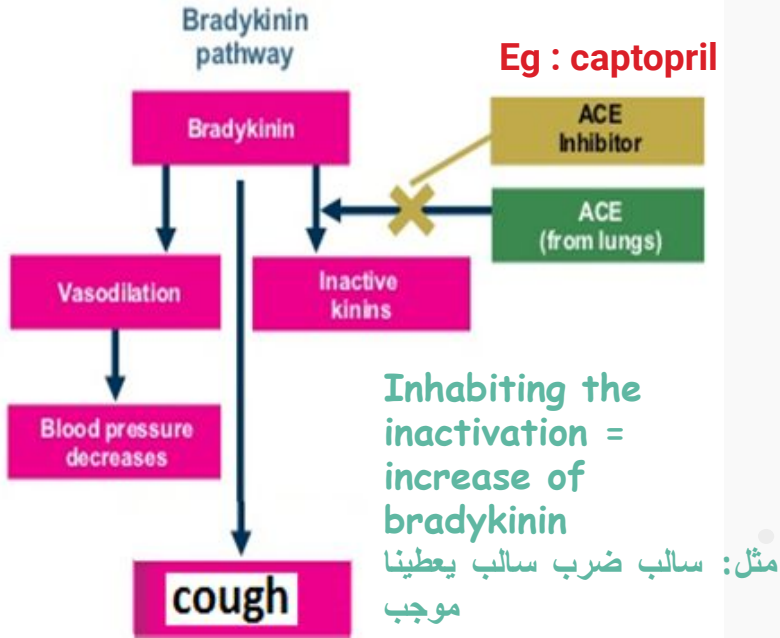 Bradykinin
pathway
Eg : captopril
Bradykinin
ACE
Inhibitor
ACE
(from lungs)
Vasodilation
Inactive
kinins
Blood pressure
decreases
Inhabiting the
inactivation =
increase of
bradykinin
مثل: سالب ضرب سالب يعطينا
موجب
cough